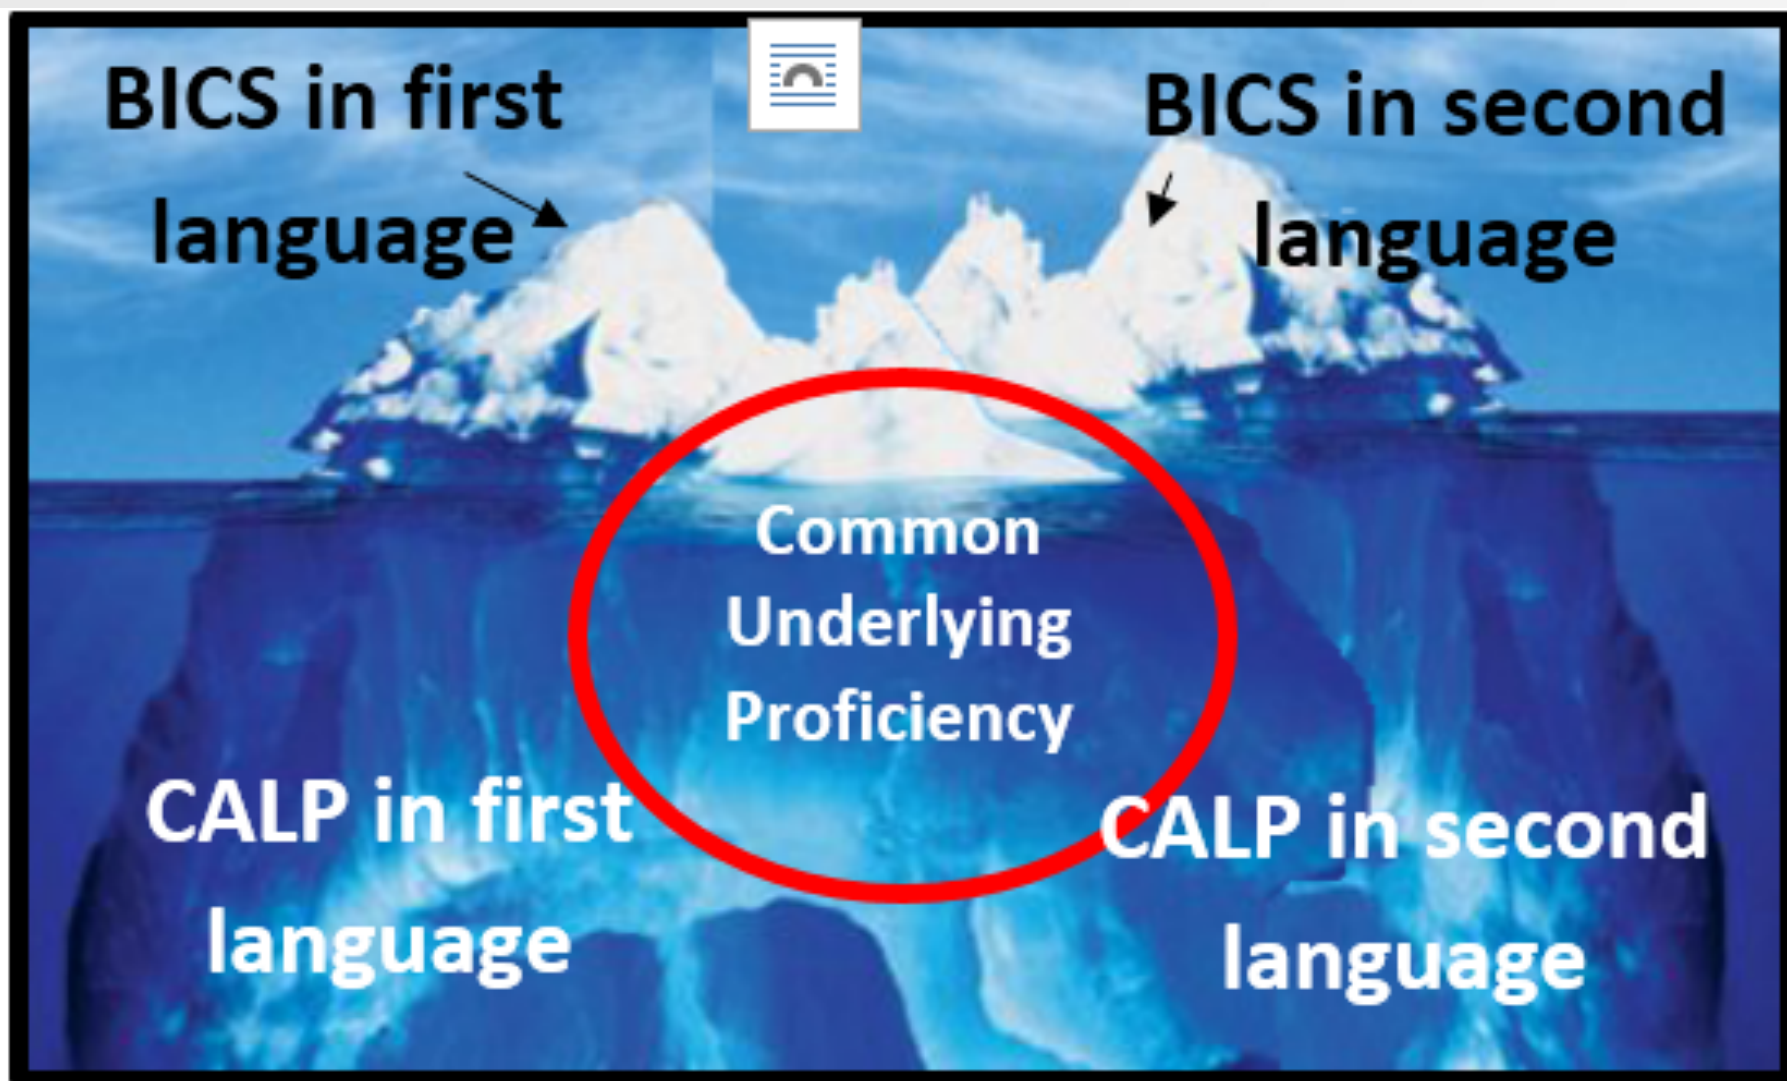 BICS in first
language
BICS in second
language
Common
Underlying
Proficiency
CALP in first
language
CALP in second
language